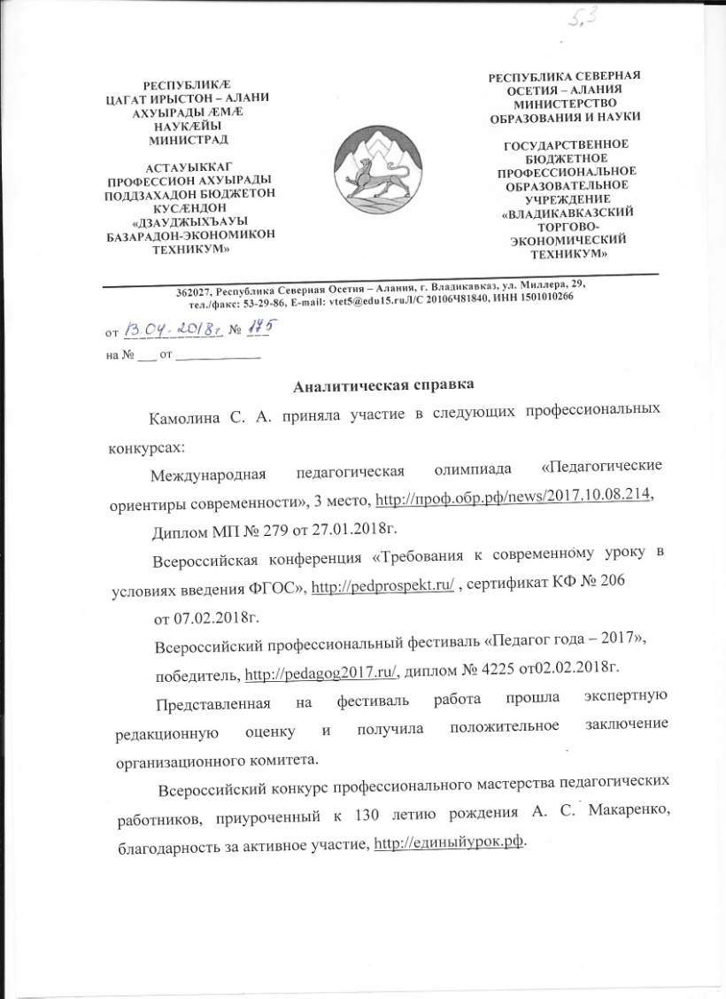 5,3
РЕСПУБЛИКÆ
ЦАГАТ ИРЫСТОН – АЛАНИ
АХУЫРАДЫ ÆМÆ
НАУКÆЙЫ
МИНИСТРАД
АСТАУЫККАГ
ПРОФЕССИОН АХУЫРАДЫ
ПОДДЗАХАДОН БЮДЖЕТОН
КУСÆНДОН
«ДЗАУДЖЫХЪАУЫ
БАЗАРАДОН-ЭКОНОМИКОН
ТЕХНИКУМ»
РЕСПУБЛИКА СЕВЕРНАЯ
ОСЕТИЯ – АЛАНИЯ
МИНИСТЕРСТВО
ОБРАЗОВАНИЯ И НАУКИ
ГОСУДАРСТВЕННОЕ
БЮДЖЕТНОЕ
ПРОФЕССИОНАЛЬНОЕ
ОБРАЗОВАТЕЛЬНОЕ
УЧРЕЖДЕНИЕ
«ВЛАДИКАВКАЗСКИЙ
ТОРГОВО-
ЭКОНОМИЧЕСКИЙ
ТЕХНИКУМ»
362027, Республика Северная Осетия – Алания, г. Владикавказ, ул. Миллера, 29,
тел./факс: 53-29-86, E-mail: vtet5@edu15.ruЛ/С 20106Ч81840, ИНН 1501010266
от 13.04.2018г. № 175
на № ___ от ______________
Аналитическая справка
Камолина С. А. приняла участие в следующих профессиональных
конкурсах:
Международная педагогическая олимпиада «Педагогические
ориентиры современности», 3 место, http://проф.обр.рф/news/2017.10.08.214,
Диплом МП № 279 от 27.01.2018г.
Всероссийская конференция «Требования к современному уроку в
условиях введения ФГОС», http://pedprospekt.ru/ , сертификат КФ № 206
от 07.02.2018г.
Всероссийский профессиональный фестиваль «Педагог года – 2017»,
победитель, http://pedagog2017.ru/, диплом № 4225 от02.02.2018г.
Представленная на фестиваль работа прошла экспертную
редакционную оценку и получила положительное заключение
организационного комитета.
Всероссийский конкурс профессионального мастерства педагогических
работников, приуроченный к 130 летию рождения А. С. Макаренко,
благодарность за активное участие, http://единыйурок.рф.